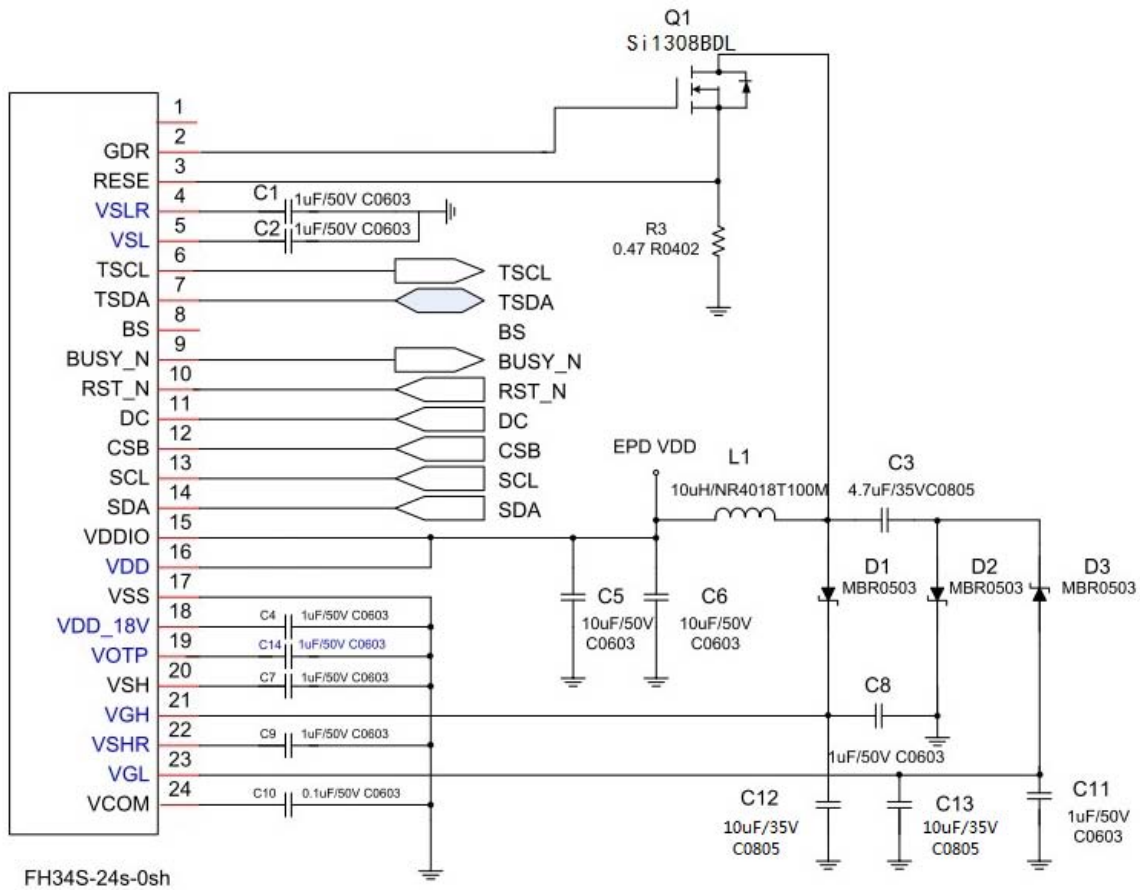 Q1
Si1308BDL
1
2
GDR
3
RESE
4
VSLR
C1
1uF/50V C0603
5
VSL
C2
1uF/50V C0603
R3
0.47 R0402
6
TSCL
TSCL
7
TSDA
TSDA
8
BS
BS
9
BUSY_N
BUSY_N
10
RST_N
RST_N
11
DC
DC
12
CSB
CSB
13
SCL
SCL
14
SDA
SDA
EPD VDD
L1
10uH/NR4018T100M
C3
4.7uF/35VC0805
15
VDDIO
16
VDD
17
VSS
C5
10uF/50V
C0603
C6
10uF/50V
C0603
D1
MBR0503
D2
MBR0503
D3
MBR0503
18
VDD_18V
C4
1uF/50V C0603
19
VOTP
C14
1uF/50V C0603
20
VSH
C7
1uF/50V C0603
21
VGH
C8
1uF/50V C0603
22
VSHR
C9
1uF/50V C0603
23
VGL
24
VCOM
C10
0.1uF/50V C0603
C12
10uF/35V
C0805
C13
10uF/35V
C0805
C11
1uF/50V
C0603
FH34S-24s-0sh